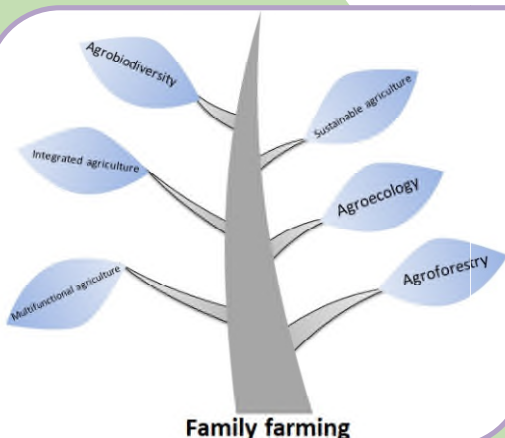 Agrobiodiversity
Sustainable agriculture
Integrated agriculture
Agroecology
Multifunctional agriculture
Agroforestry
Family farming